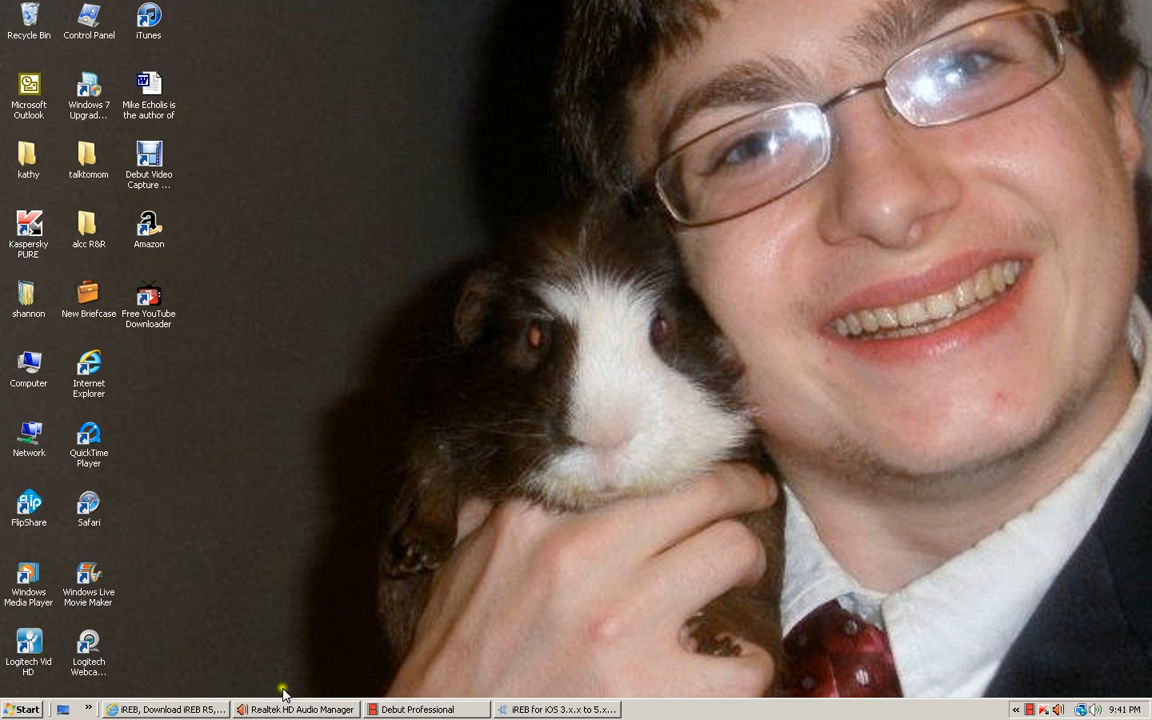 Recycle Bin
Control Panel
iTunes
Microsoft
Outlook
Windows 7
Upgrad...
Mike Echolis is
the author of
kathy
talktomom
Debut Video
Capture ...
Kaspersky
PURE
alcc R&R
Amazon
shannon
New Briefcase
Free YouTube
Downloader
Computer
Internet
Explorer
Network
QuickTime
Player
FlipShare
Safari
Windows
Media Player
Windows Live
Movie Maker
Logitech Vid
HD
Logitech
Webca...
Start
iREB, Download iREB R5,...
Realtek HD Audio Manager
Debut Professional
iREB for iOS 3.x.x to 5.x...
9:41 PM